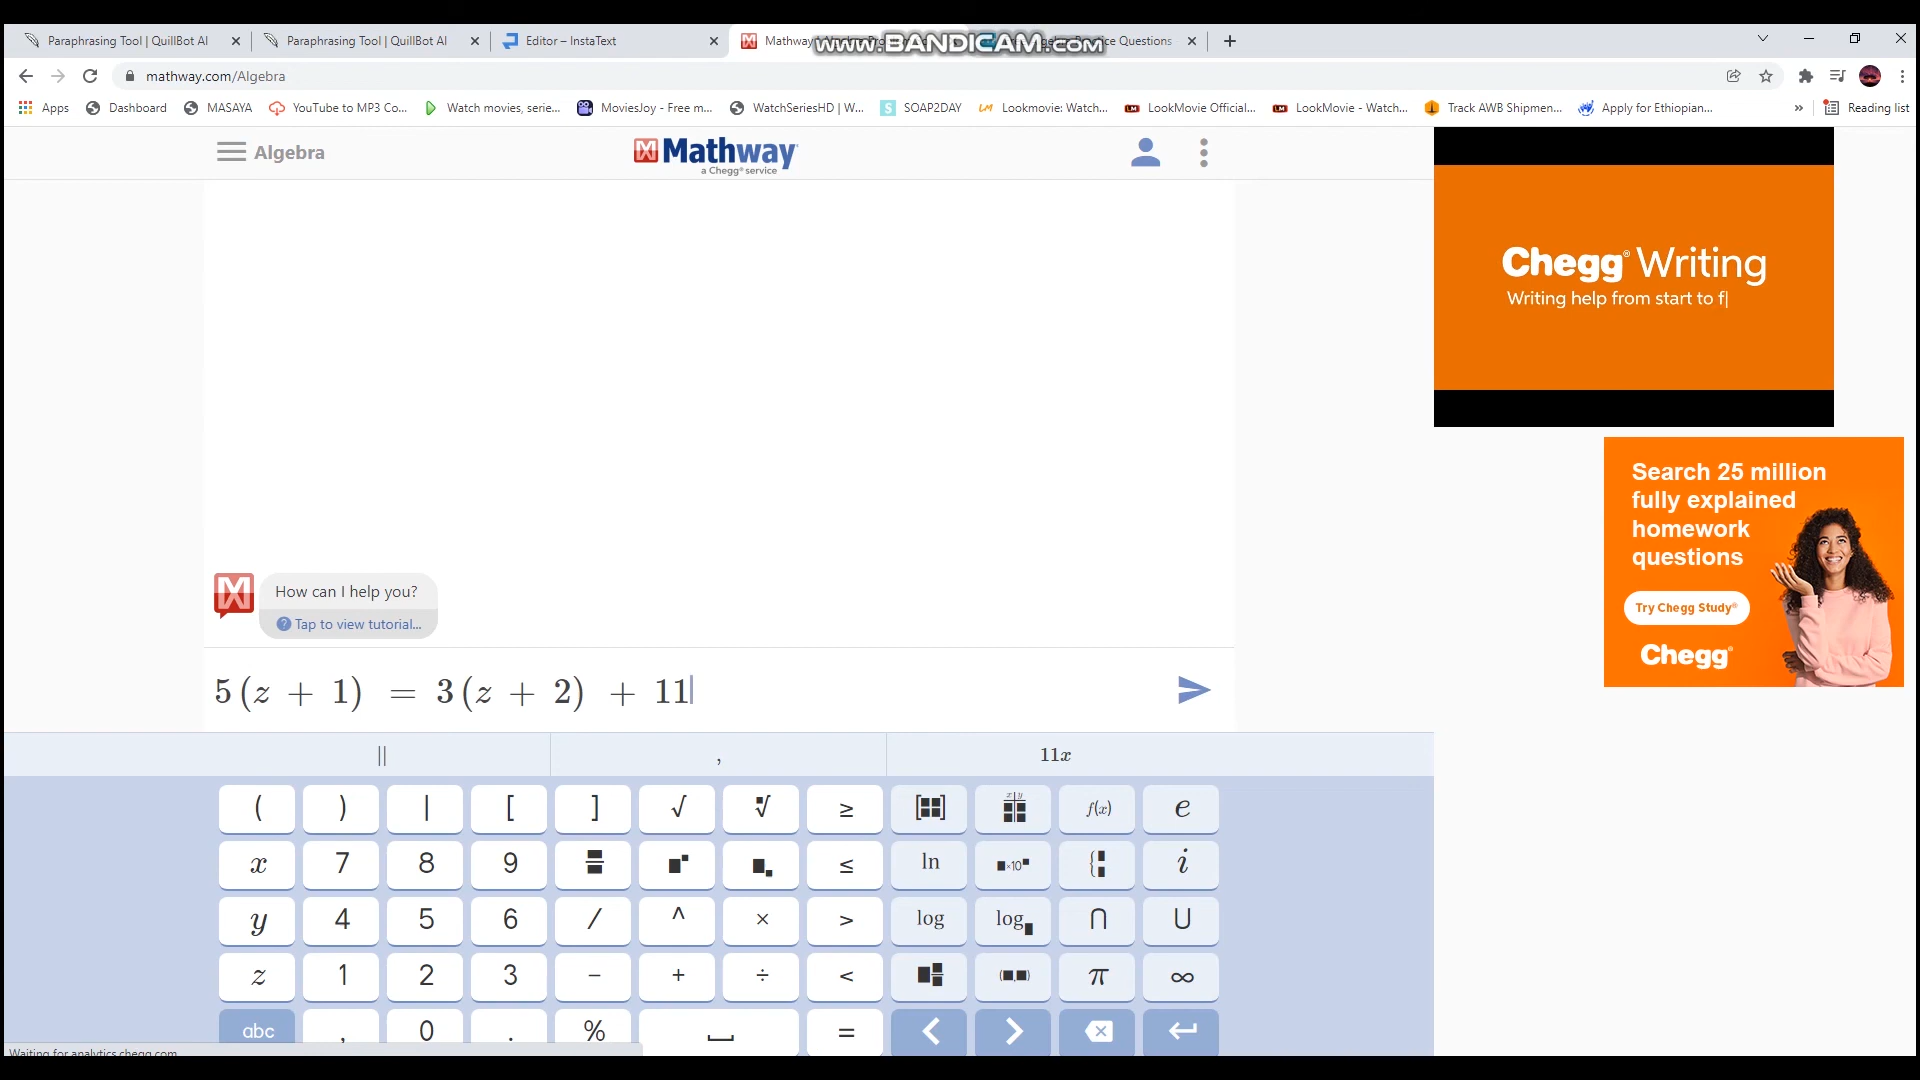 Paraphrasing Tool | QuillBot AI
Paraphrasing Tool | QuillBot AI
Editor – InstaText
Mathway
www.BANDICAM.com
ce Questions
mathway.com/Algebra
Apps
Dashboard
MASAYA
YouTube to MP3 Co...
Watch movies, serie...
MoviesJoy - Free m...
WatchSeriesHD | W...
SOAP2DAY
Lookmovie: Watch...
LookMovie Official...
LookMovie - Watch...
Track AWB Shipmen...
Apply for Ethiopian...
»
Reading list
Algebra
Mathway
a Chegg® service
Chegg® Writing
Writing help from start to f|
Search 25 million
fully explained
homework
questions
Try Chegg Study®
Chegg®
How can I help you?
Tap to view tutorial...
5(z + 1) = 3(z + 2) + 11
|| , 11x
( ) | [ ] √ ≥ f(x) e
x 7 8 9 ≤ ln ×10 i
y 4 5 6 / ^ × > log log ∩ U
z 1 2 3 − + ÷ < π ∞
abc , 0 . % = < >
Waiting for analytics.chegg.com